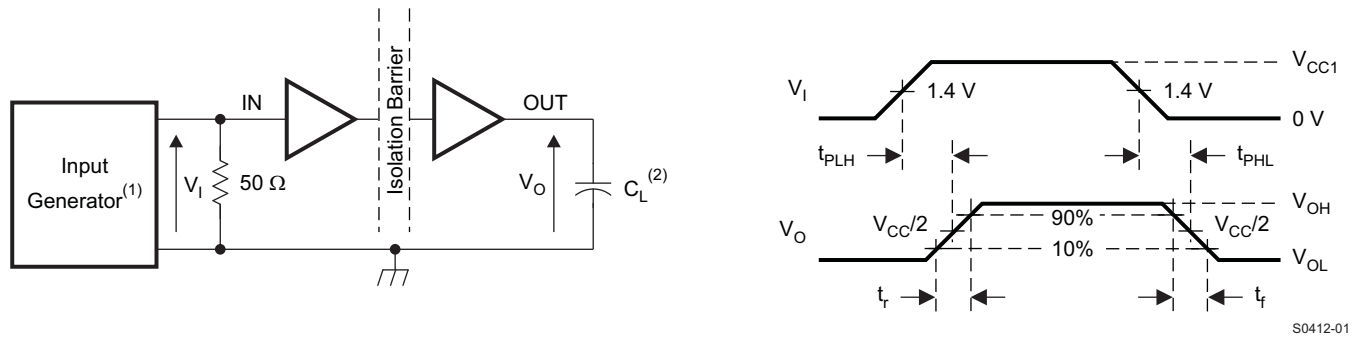 Input
Generator(1)
VI
50 Ω
IN
Isolation Barrier
OUT
VO
CL(2)
VI
1.4 V
1.4 V
VCC1
0 V
tPLH
tPHL
VO
VCC/2
90%
10%
VCC/2
VOH
VOL
tr
tf
S0412-01